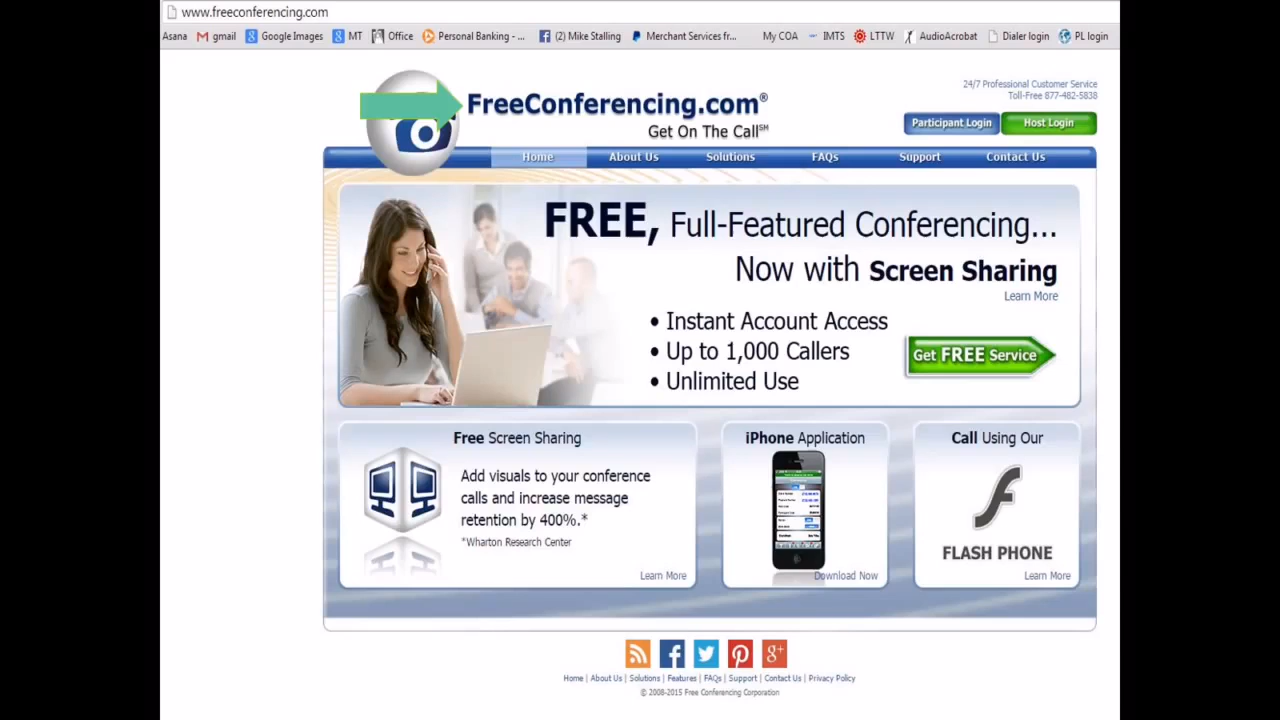 www.freeconferencing.com
Asana gmail Google Images MT Office Personal Banking - ... (2) Mike Stalling Merchant Services fr... My COA IMTS LTTW AudioAcrobat Dialer login PL login
24/7 Professional Customer Service
Toll-Free 877-482-5838
FreeConferencing.com®
Get On The Call℠
Participant Login Host Login
Home About Us Solutions FAQs Support Contact Us
FREE, Full-Featured Conferencing...
Now with Screen Sharing
Learn More
• Instant Account Access
• Up to 1,000 Callers
• Unlimited Use
Get FREE Service
Free Screen Sharing
Add visuals to your conference
calls and increase message
retention by 400%.*
*Wharton Research Center
Learn More
iPhone Application
Download Now
Call Using Our
FLASH PHONE
Learn More
Home | About Us | Solutions | Features | FAQs | Support | Contact Us | Privacy Policy
© 2008-2015 Free Conferencing Corporation